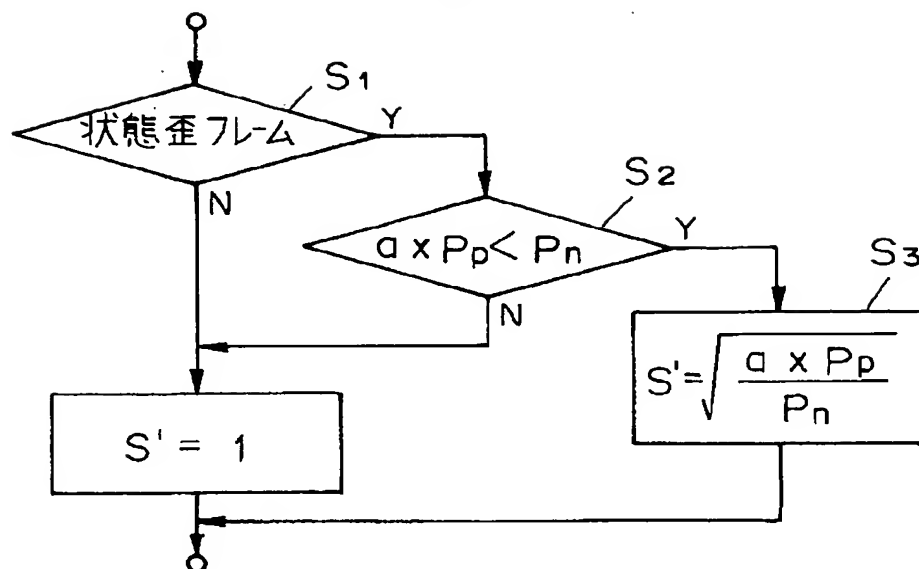 S1
状態歪フレーム
Y
N
S2
a x Pp < Pn
Y
N
S3
S'=√(a x Pp / Pn)
S' = 1